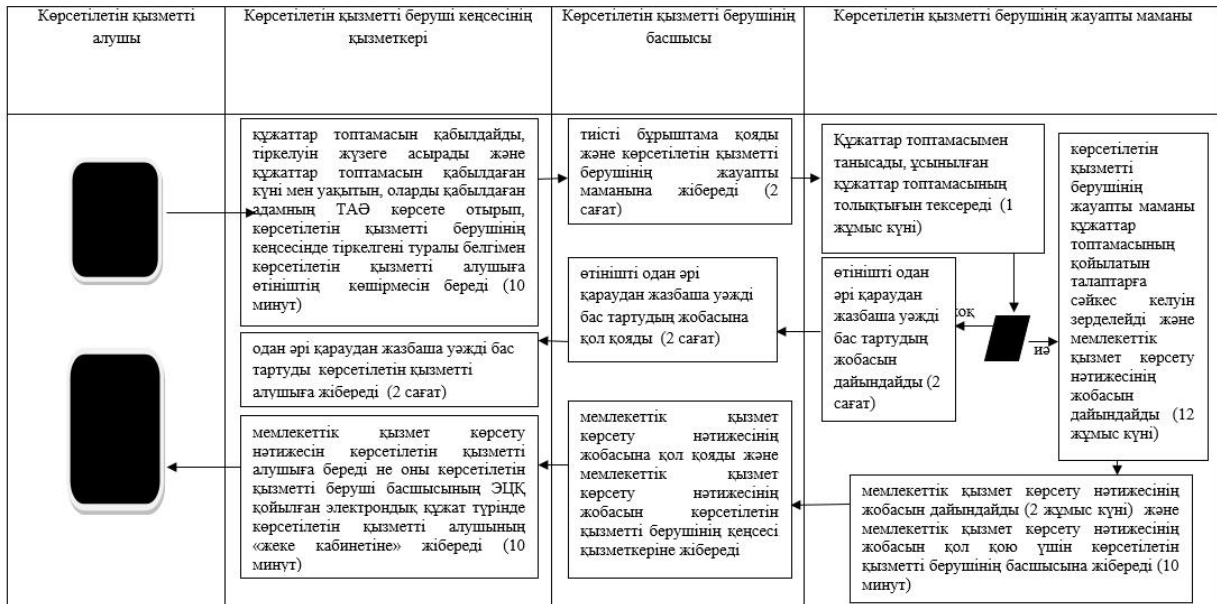 Көрсетілетін қызметті
алушы
Көрсетілетін қызметті беруші кеңсесінің
қызметкері
Көрсетілетін қызметті берушінің
басшысы
Көрсетілетін қызметті берушінің жауапты маманы
құжаттар топтамасын қабылдайды,
тіркелуін жүзеге асырады және
құжаттар топтамасын қабылдаған
күні мен уақытын, оларды қабылдаған
адамның ТАӘ көрсете отырып,
көрсетілетін қызметті берушінің
кеңсесінде тіркелгені туралы белгімен
көрсетілетін қызметті алушыға
өтініштің көшірмесін береді (10
минут)
тиісті бұрыштама қояды
және көрсетілетін қызметті
берушінің жауапты
маманына жібереді (2
сағат)
Құжаттар топтамасымен
танысады, ұсынылған
құжаттар топтамасының
толықтығын тексереді (1
жұмыс күні)
көрсетілетін
қызметті
берушінің
жауапты маманы
құжаттар
топтамасының
қойылатын
талаптарға
сәйкес келуін
зерделейді және
мемлекеттік
қызмет көрсету
нәтижесінің
жобасын
дайындайды (12
жұмыс күні)
өтінішті одан әрі
қараудан жазбаша уәжді
бас тартудың жобасына
қол қояды (2 сағат)
өтінішті одан
әрі қараудан
жазбаша уәжді
бас тартудың
жобасын
дайындайды (2
сағат)
жоқ
иә
одан әрі қараудан жазбаша уәжді бас
тартуды көрсетілетін қызметті
алушыға жібереді (2 сағат)
мемлекеттік қызмет көрсету
нәтижесін көрсетілетін қызметті
алушыға береді не оны көрсетілетін
қызметті беруші басшысының ЭЦҚ
қойылған электрондық құжат түрінде
көрсетілетін қызметті алушының
«жеке кабинетіне» жібереді (10
минут)
мемлекеттік қызмет
көрсету нәтижесінің
жобасына қол қояды және
мемлекеттік қызмет
көрсету нәтижесінің
жобасын көрсетілетін
қызметті берушінің кеңсесі
қызметкеріне жібереді
мемлекеттік қызмет көрсету нәтижесінің
жобасын дайындайды (2 жұмыс күні) және
мемлекеттік қызмет көрсету нәтижесінің
жобасын қол қою үшін көрсетілетін
қызметті берушінің басшысына жібереді (10
минут)